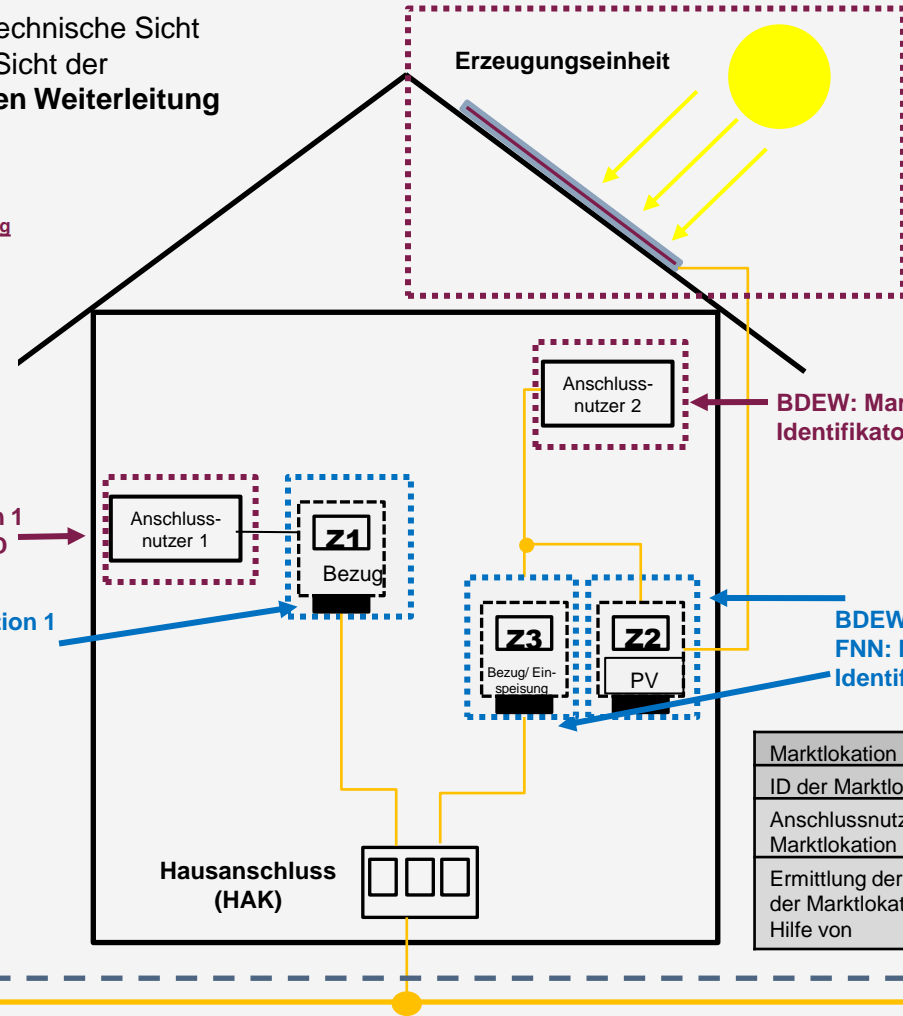 echnische Sicht
Sicht der
en Weiterleitung
Erzeugungseinheit
g
Anschluss-
nutzer 2
BDEW: Mar
Identifikato
n 1
D
Anschluss-
nutzer 1
Z1
Bezug
tion 1
Z3
Bezug/ Ein-
speisung
Z2
PV
BDEW
FNN: 
Identif
Marktlokation
ID der Marktlo
Anschlussnutz
Marktlokation
Ermittlung der
der Marktlokat
Hilfe von
Hausanschluss
(HAK)